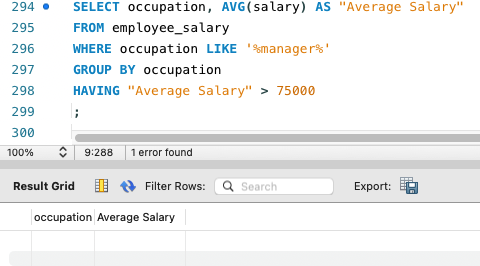 294 SELECT occupation, AVG(salary) AS "Average Salary"
295 FROM employee_salary
296 WHERE occupation LIKE '%manager%'
297 GROUP BY occupation
298 HAVING "Average Salary" > 75000
299 ;
300
100% 9:288 1 error found
Result Grid Filter Rows: Search Export:
occupation Average Salary